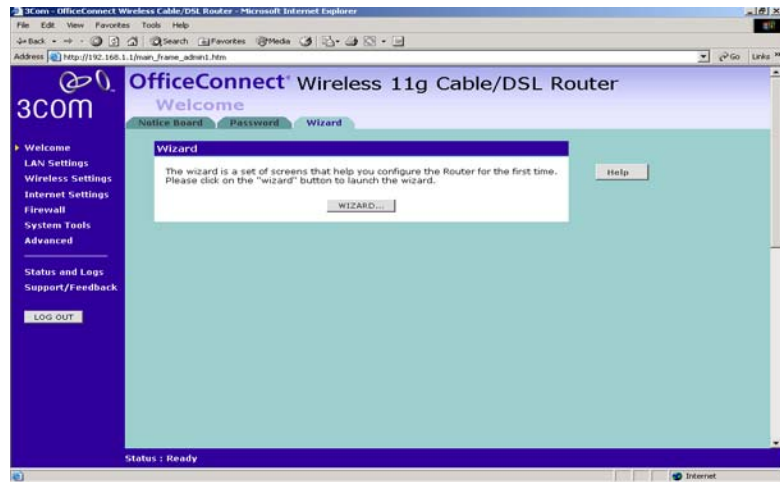 3Com - OfficeConnect Wireless Cable/DSL Router - Microsoft Internet Explorer
File Edit View Favorites Tools Help
Back Search Favorites Media
Address http://192.168.1.1/main_frame_admin1.htm Go Links
3COM
OfficeConnect Wireless 11g Cable/DSL Router
Welcome
Notice Board Password Wizard
Welcome
LAN Settings
Wireless Settings
Internet Settings
Firewall
System Tools
Advanced
Status and Logs
Support/Feedback
LOG OUT
Wizard
The wizard is a set of screens that help you configure the Router for the first time.
Please click on the "wizard" button to launch the wizard.
WIZARD...
Help
Status : Ready
Internet